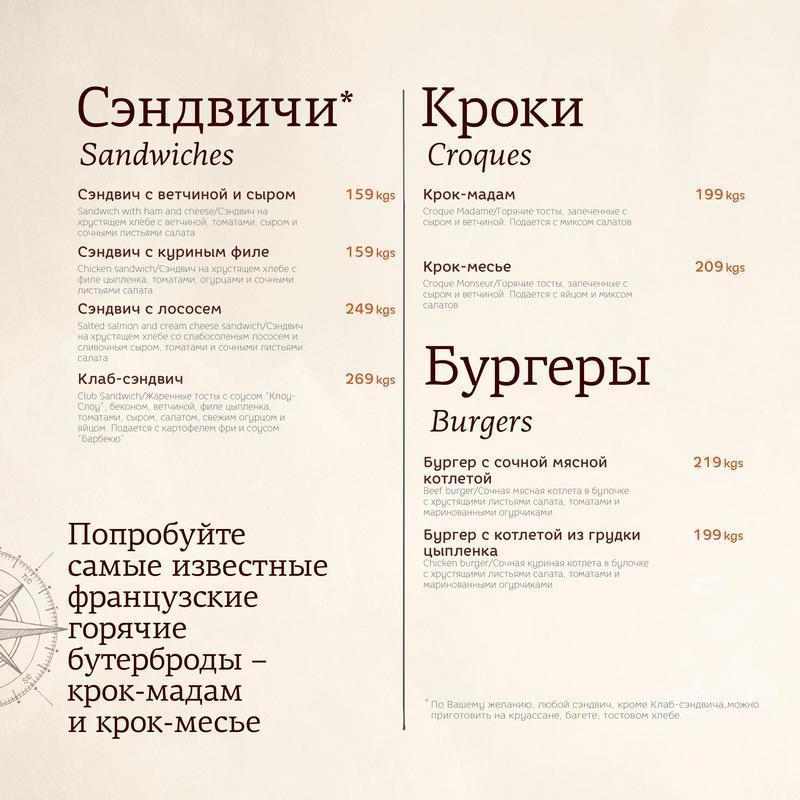 Сэндвичи*
Sandwiches
Сэндвич с ветчиной и сыром 159 kgs
Sandwich with ham and cheese/Сэндвич на
хрустящем хлебе с ветчиной, томатами, сыром и
сочными листьями салата
Сэндвич с куриным филе 159 kgs
Chicken sandwich/Сэндвич на хрустящем хлебе с
филе цыпленка, томатами, огурцами и сочными
листьями салата
Сэндвич с лососем 249 kgs
Salted salmon and cream cheese sandwich/Сэндвич
на хрустящем хлебе со слабосоленым лососем и
сливочным сыром, томатами и сочными листьями
салата
Клаб-сэндвич 269 kgs
Club Sandwich/Жаренные тосты с соусом "Клоу-
Слоу", беконом, ветчиной, филе цыпленка,
томатами, сыром, салатом, свежим огурцом и
яйцом. Подается с картофелем фри и соусом
"Барбекю"
Попробуйте
самые известные
французские
горячие
бутерброды –
крок-мадам
и крок-месье
Кроки
Croques
Крок-мадам 199 kgs
Croque Madame/Горячие тосты, запеченные с
сыром и ветчиной. Подается с миксом салатов
Крок-месье 209 kgs
Croque Monseur/Горячие тосты, запеченные с
сыром и ветчиной. Подается с яйцом и миксом
салатов
Бургеры
Burgers
Бургер с сочной мясной 219 kgs
котлетой
Beef burger/Сочная мясная котлета в булочке
с хрустящими листьями салата, томатами и
маринованными огурчиками
Бургер с котлетой из грудки 199 kgs
цыпленка
Chicken burger/Сочная куриная котлета в булочке
с хрустящими листьями салата, томатами и
маринованными огурчиками
* По Вашему желанию, любой сэндвич, кроме Клаб-сэндвича,можно
приготовить на круассане, багете, тостовом хлебе.